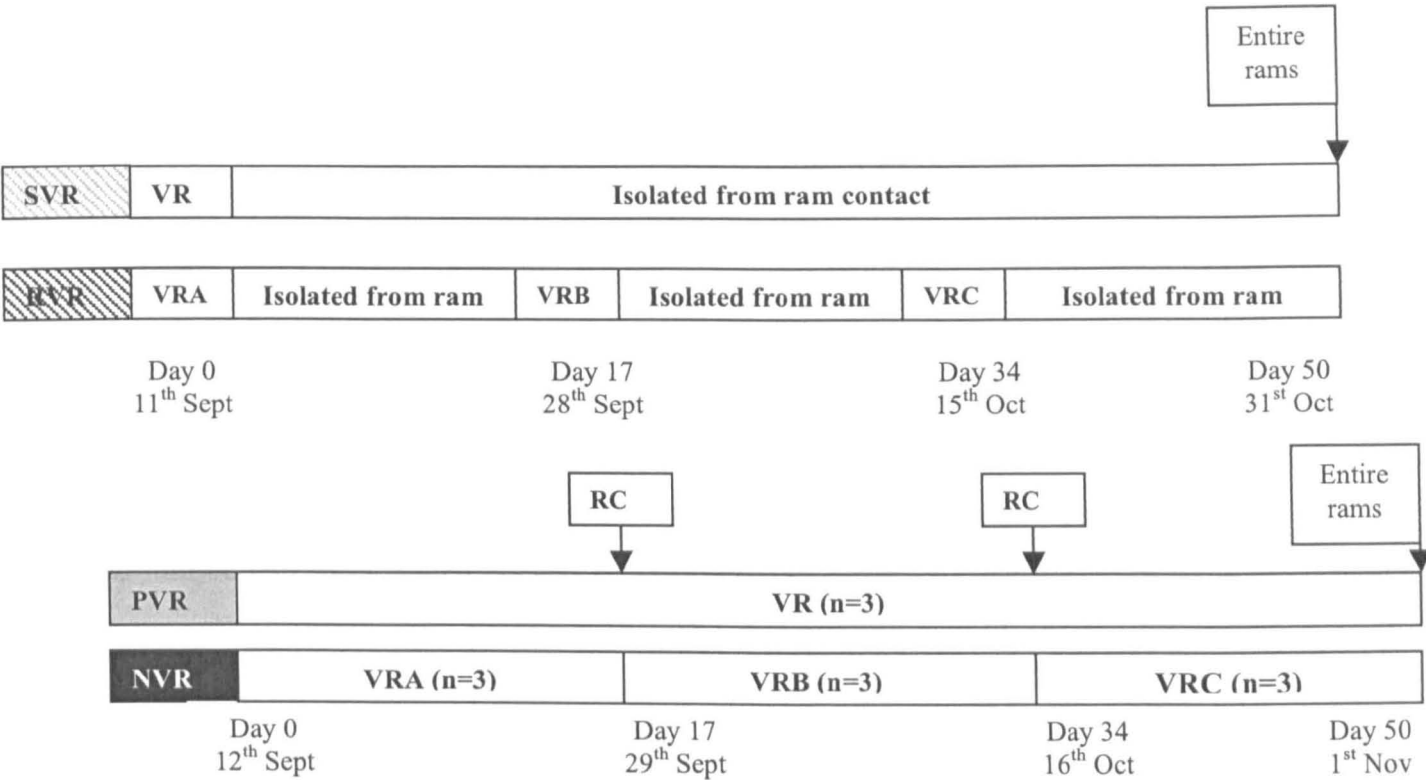 Entire
rams
SVR VR Isolated from ram contact
RVR VRA Isolated from ram VRB Isolated from ram VRC Isolated from ram
Day 0 Day 17 Day 34 Day 50
11th Sept 28th Sept 15th Oct 31st Oct
RC RC Entire
rams
PVR VR (n=3)
NVR VRA (n=3) VRB (n=3) VRC (n=3)
Day 0 Day 17 Day 34 Day 50
12th Sept 29th Sept 16th Oct 1st Nov